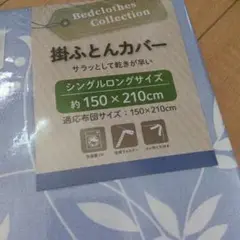 Bedclothes
Collection
掛ふとんカバー
サラッとして乾きが早い
シングルロングサイズ
約150×210cm
適応布団サイズ：150×210cm